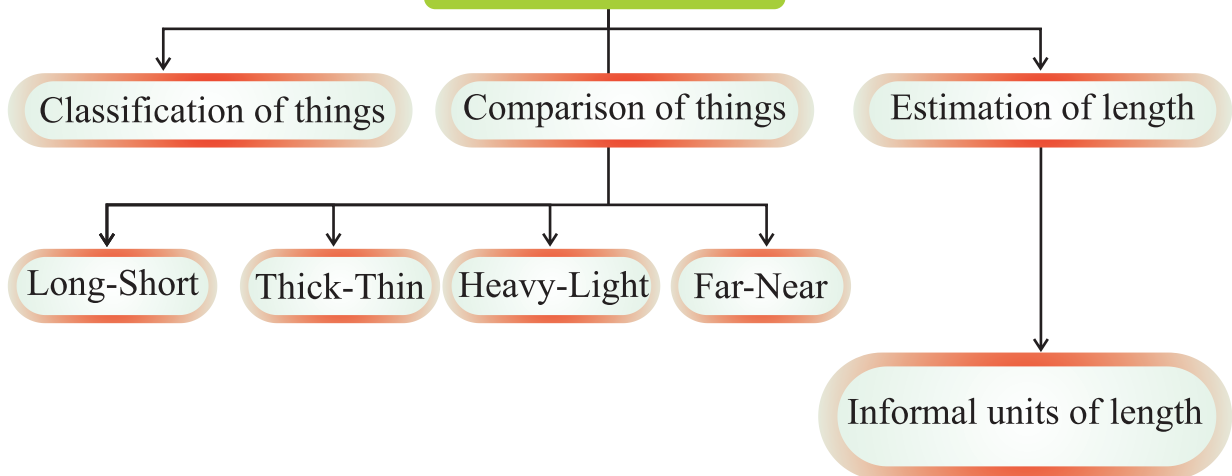 Classification of things
Comparison of things
Estimation of length
Long-Short
Thick-Thin
Heavy-Light
Far-Near
Informal units of length